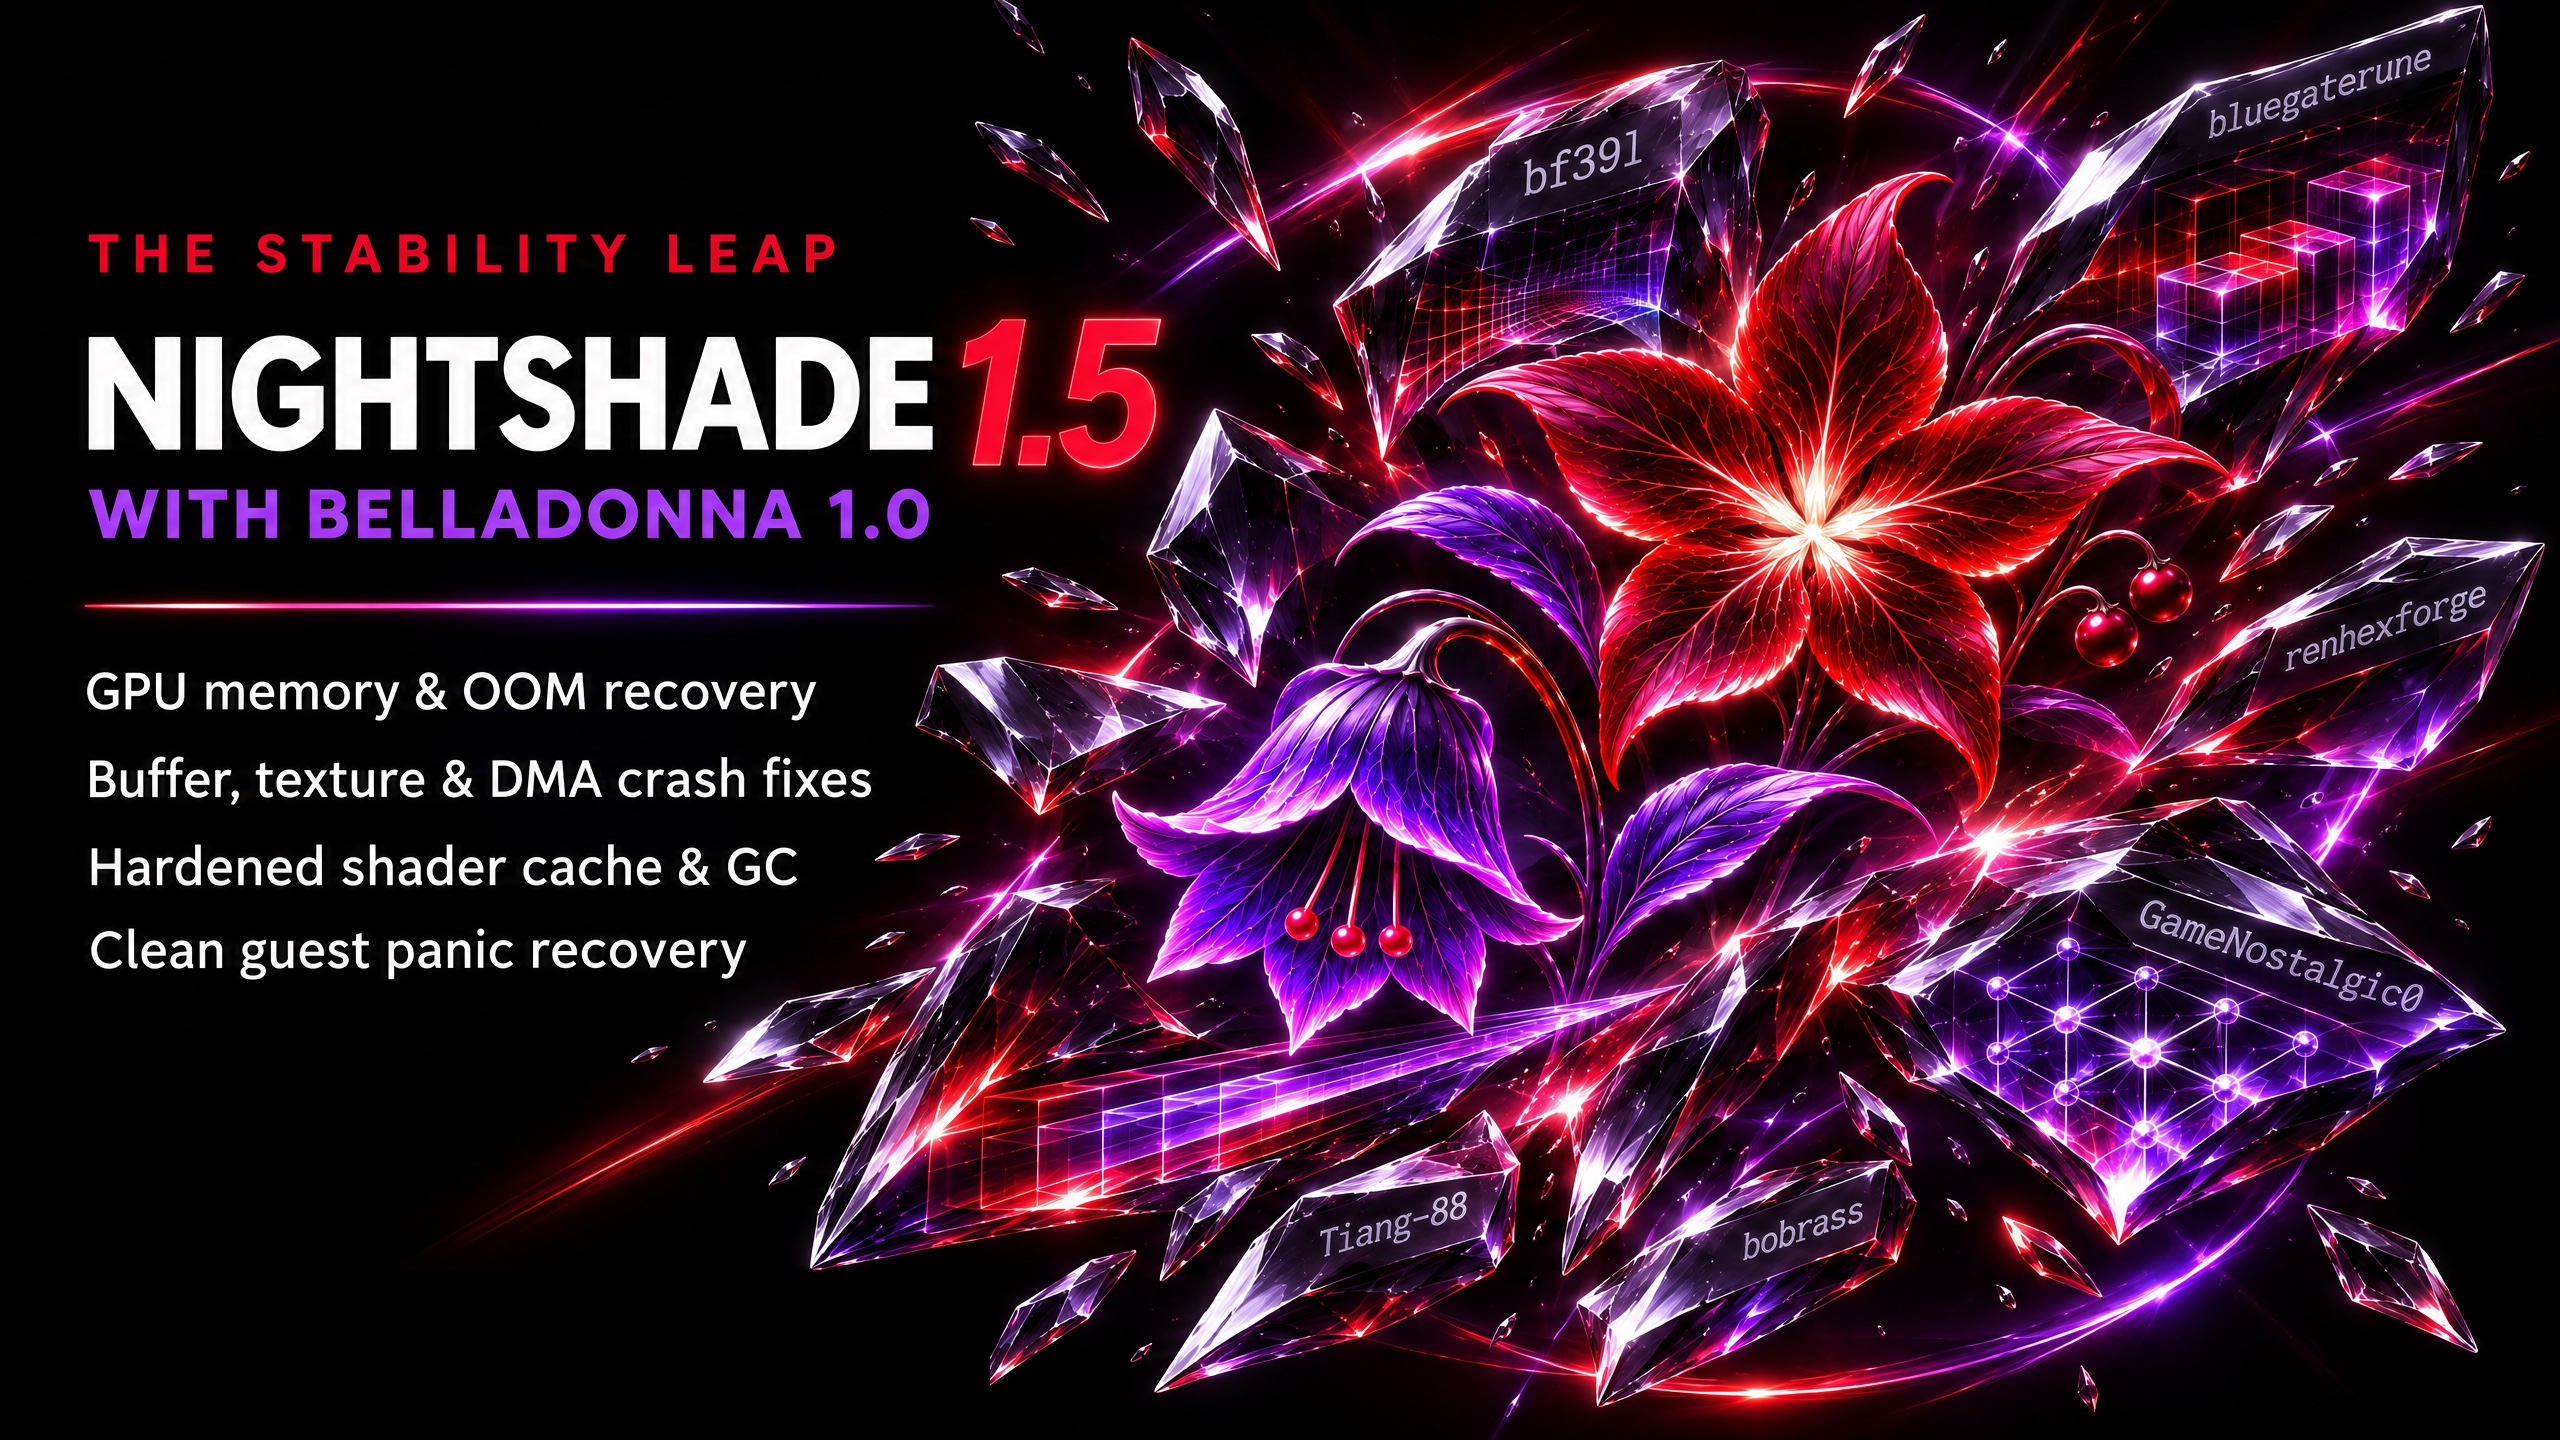 THE STABILITY LEAP
NIGHTSHADE 1.5
WITH BELLADONNA 1.0
GPU memory & OOM recovery
Buffer, texture & DMA crash fixes
Hardened shader cache & GC
Clean guest panic recovery
bf39l
bluegaterune
renhexforge
GameNostalgic0
Tiang-88
bobrass